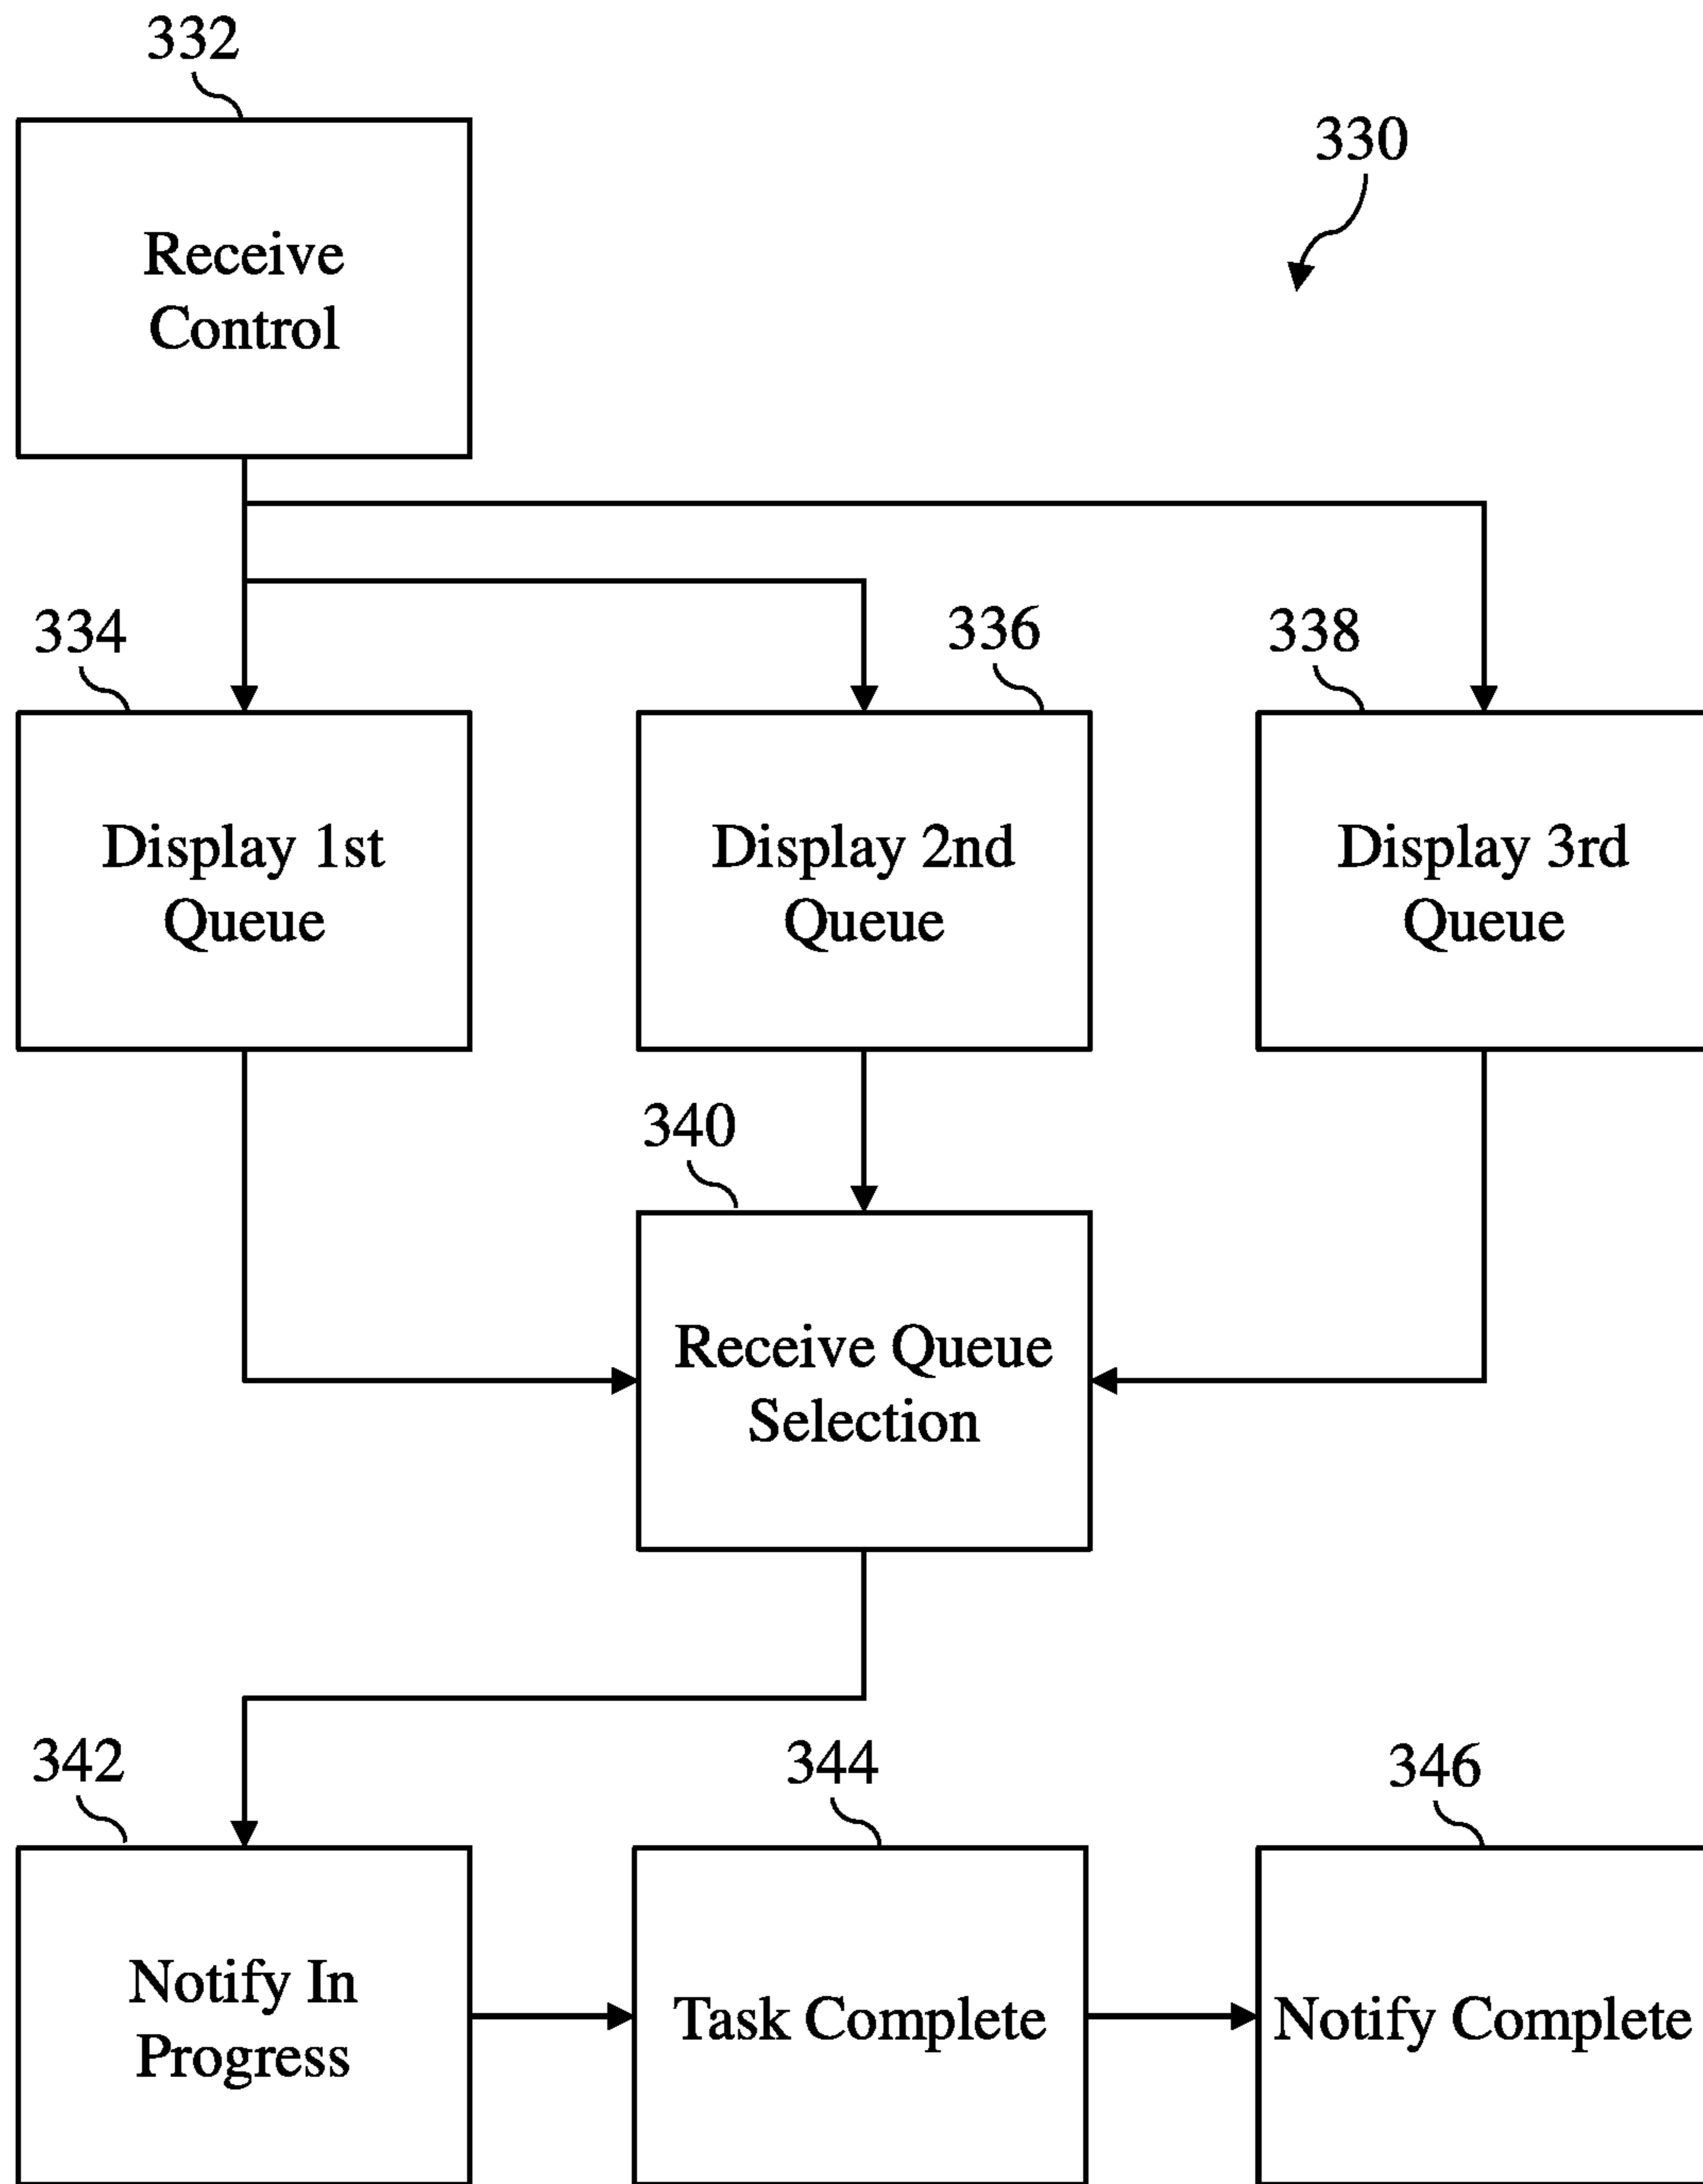 332
330
Receive
Control
334
336
338
Display 1st
Queue
Display 2nd
Queue
Display 3rd
Queue
340
Receive Queue
Selection
342
344
346
Notify In
Progress
Task Complete
Notify Complete